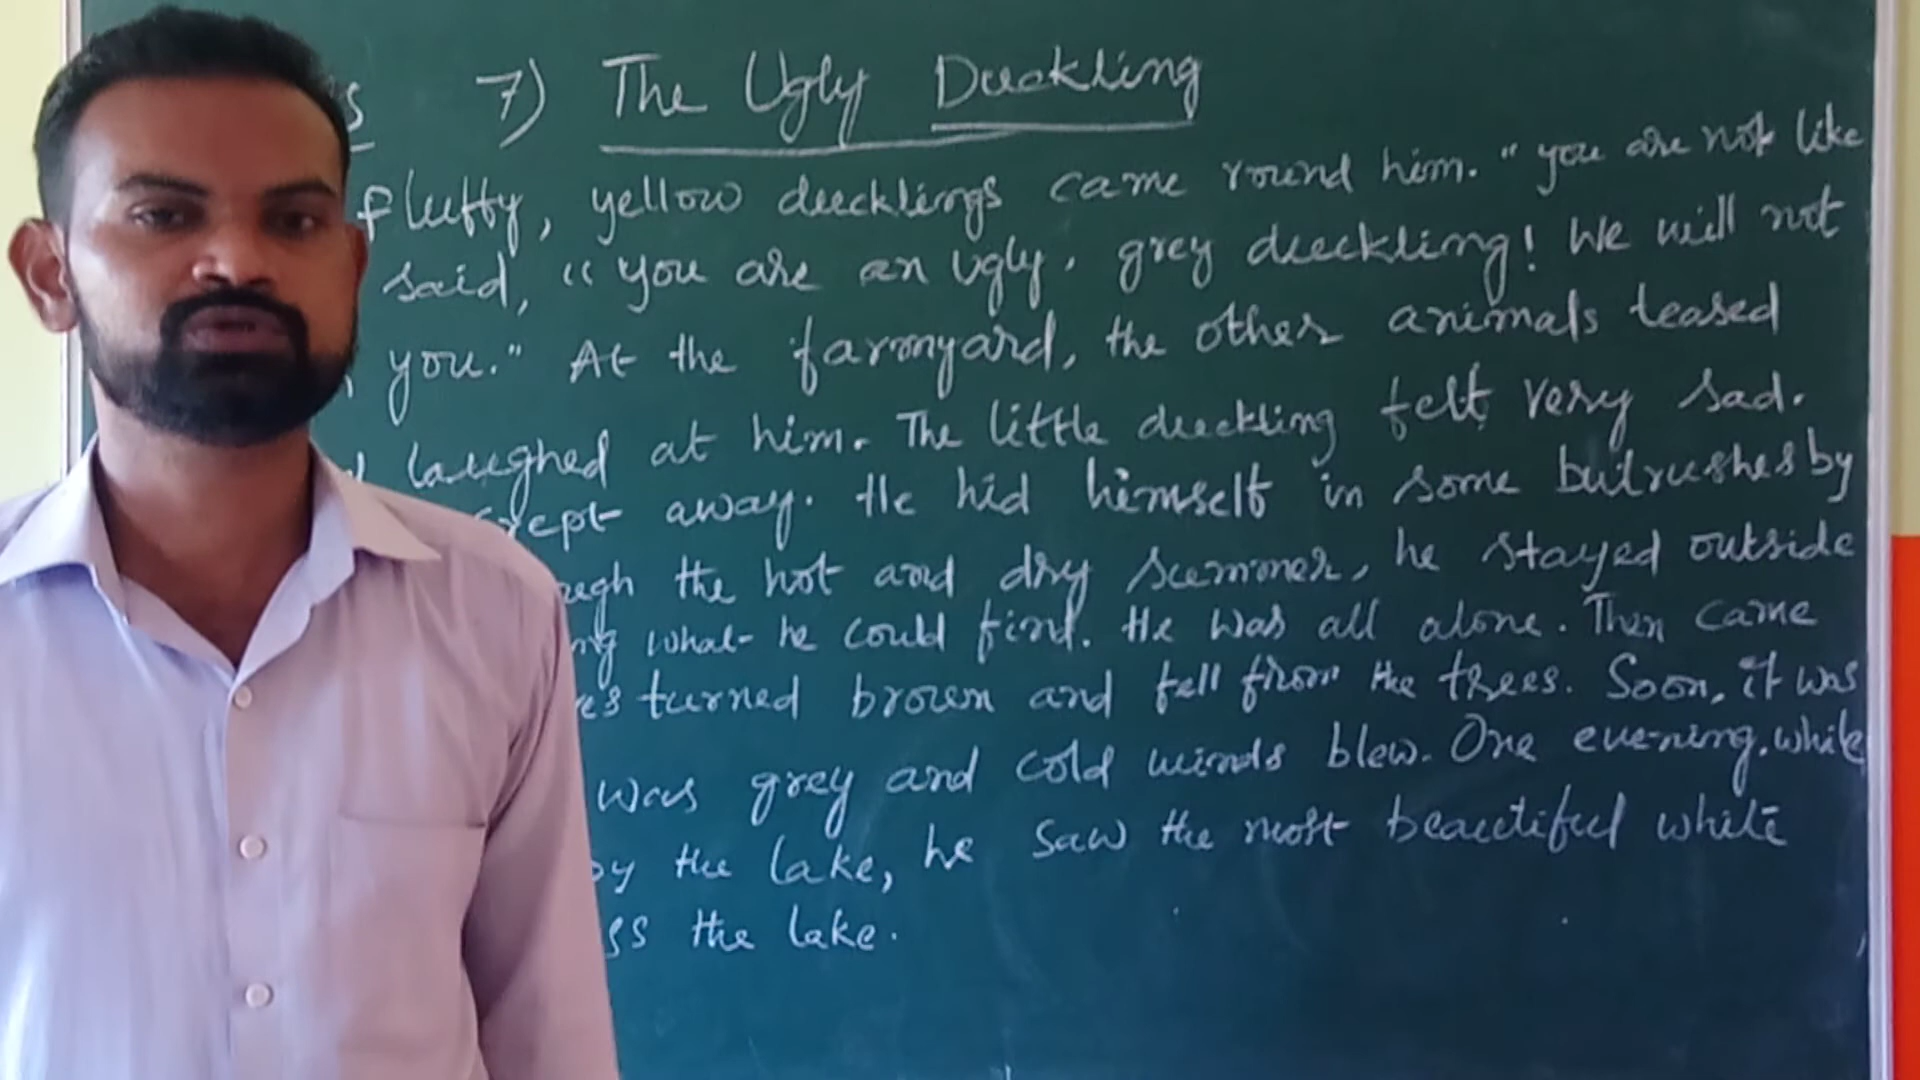 7) The Ugly Duckling
fluffy, yellow ducklings came round him. "you are not like
said, "you are an ugly, grey duckling! We will not
you." At the farmyard, the other animals teased
laughed at him. The little duckling felt very sad.
crept away. He hid himself in some bulrushes by
the hot and dry summer, he stayed outside
what he could find. He was all alone. Then came
turned brown and fell from the trees. Soon, it was
was grey and cold winds blew. One evening, while
by the lake, he saw the most beautiful white
the lake.